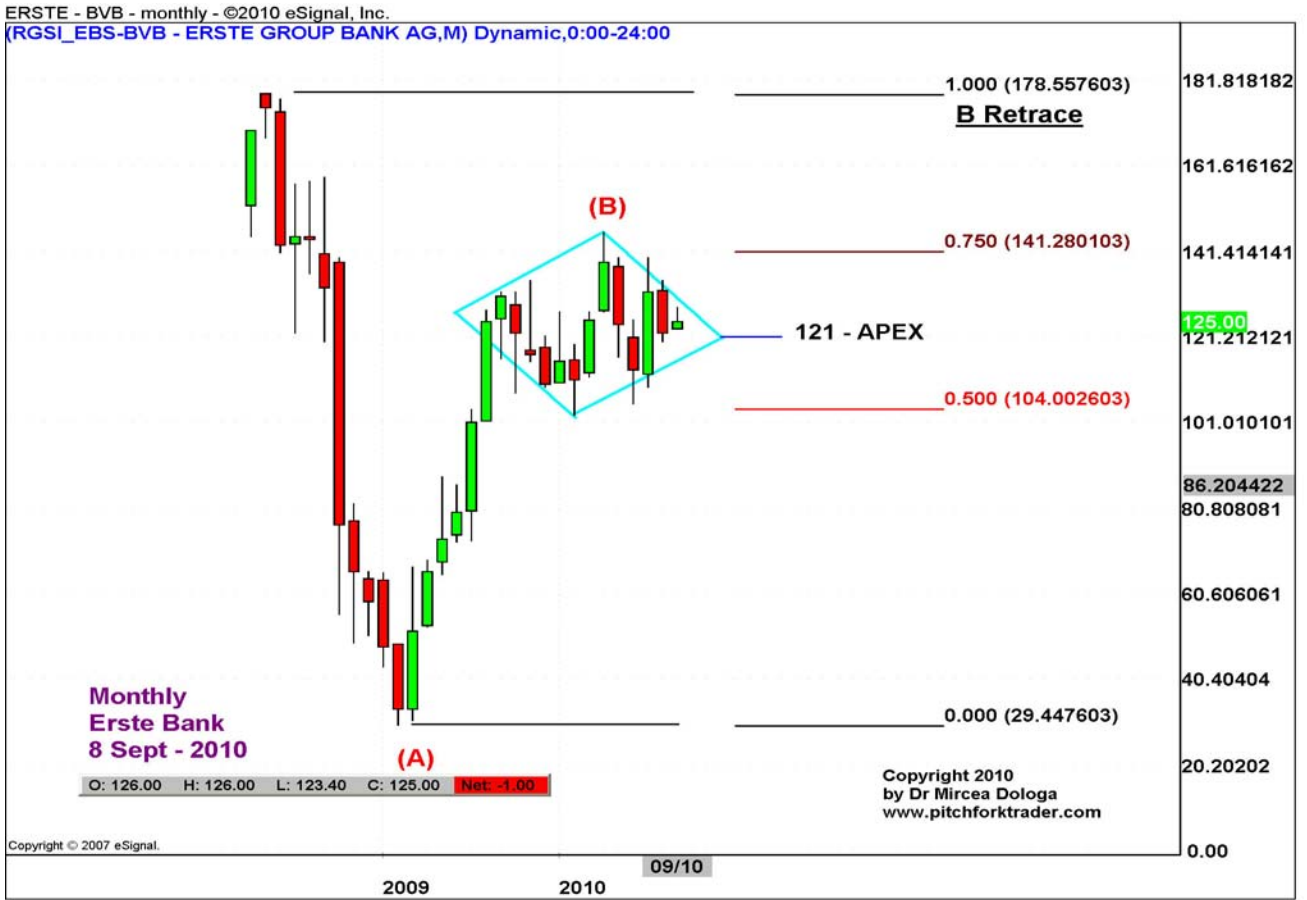 ERSTE - BVB - monthly - ©2010 eSignal, Inc.
(RGSI_EBS-BVB - ERSTE GROUP BANK AG,M) Dynamic,0:00-24:00
1.000 (178.557603)
B Retrace
181.818182
161.616162
(B)
0.750 (141.280103)
141.414141
125.00
121 - APEX
121.212121
0.500 (104.002603)
101.010101
86.204422
80.808081
60.606061
40.40404
Monthly
Erste Bank
8 Sept - 2010
0.000 (29.447603)
(A)
20.20202
O: 126.00 H: 126.00 L: 123.40 C: 125.00 Net: -1.00
Copyright 2010
by Dr Mircea Dologa
www.pitchforktrader.com
Copyright © 2007 eSignal.
0.00
09/10
2009 2010